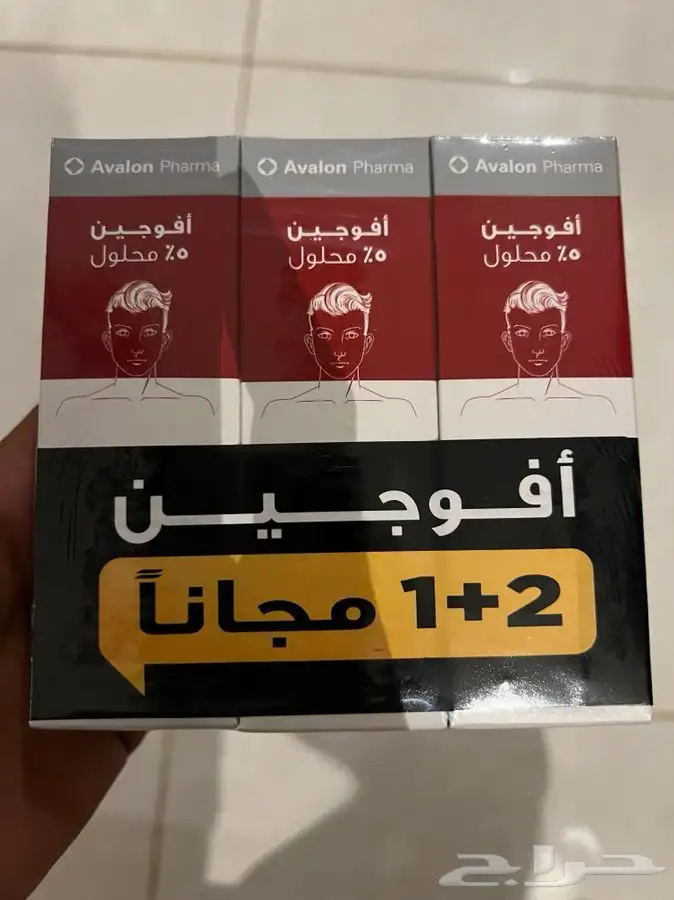 Avalon Pharma
أفوجين
٥٪ محلول
Avalon Pharma
أفوجين
٥٪ محلول
Avalon Pharma
أفوجين
٥٪ محلول
أفـوجـيـن
2+1 مجاناً
حراج